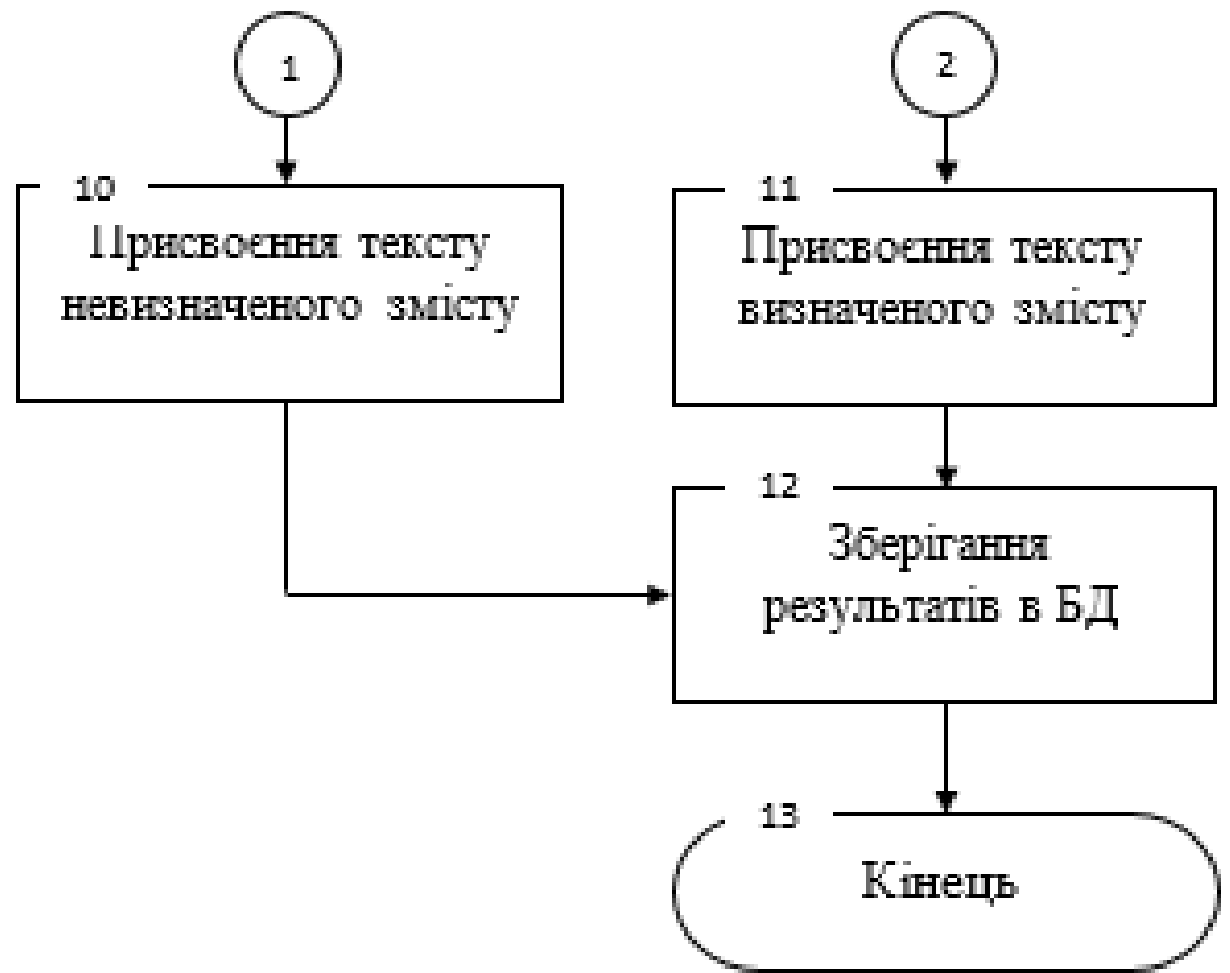 1
2
10
Присвоєння тексту
невизначеного змісту
11
Присвоєння тексту
визначеного змісту
12
Зберігання
результатів в БД
13
Кінець